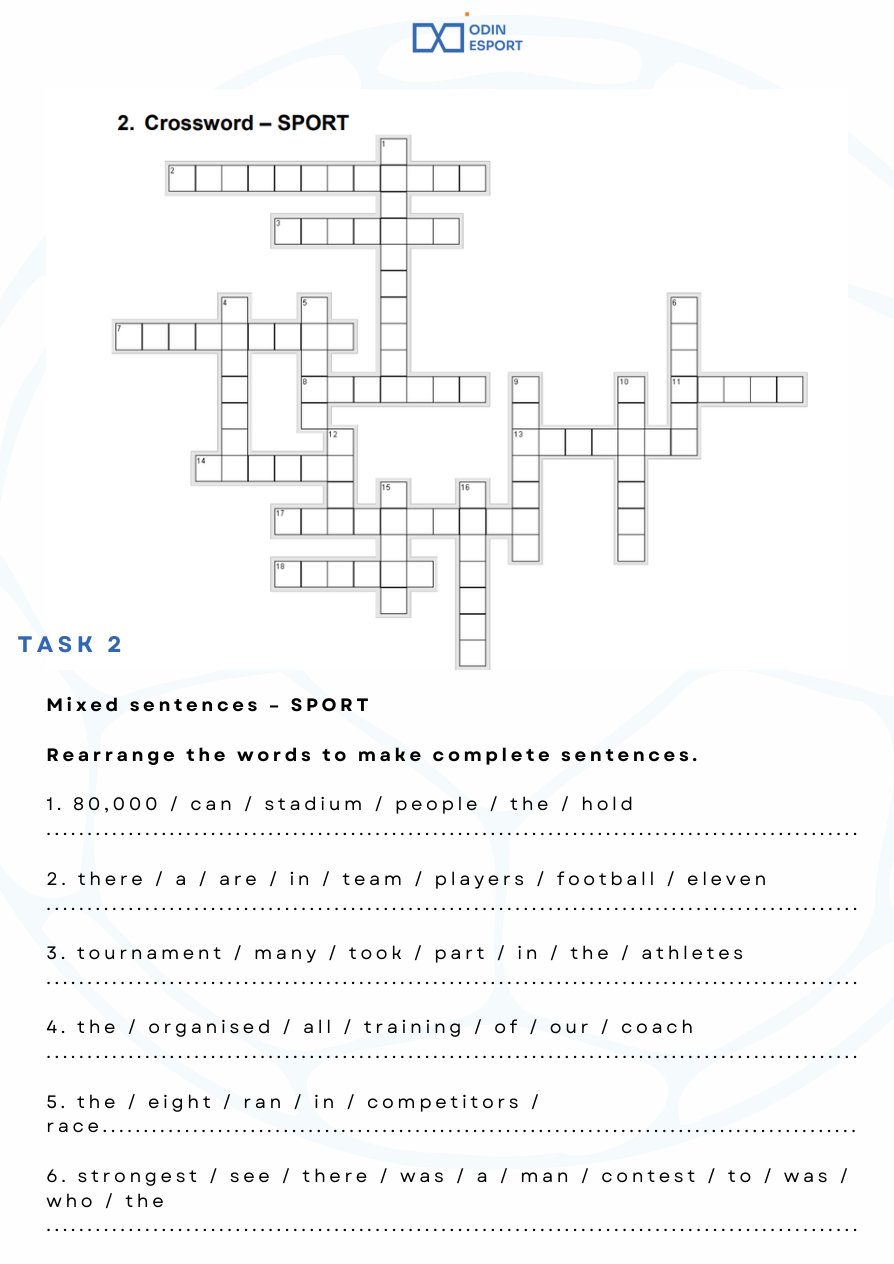 ODIN
ESPORT
2. Crossword – SPORT
1
2
3
4 5 6
7
8 9 10 11
12 13
14
15 16
17
18
TASK 2
Mixed sentences – SPORT
Rearrange the words to make complete sentences.
1. 80,000 / can / stadium / people / the / hold
..........................................................................................
2. there / a / are / in / team / players / football / eleven
..........................................................................................
3. tournament / many / took / part / in / the / athletes
..........................................................................................
4. the / organised / all / training / of / our / coach
..........................................................................................
5. the / eight / ran / in / competitors /
race....................................................................................
6. strongest / see / there / was / a / man / contest / to / was /
who / the
..........................................................................................